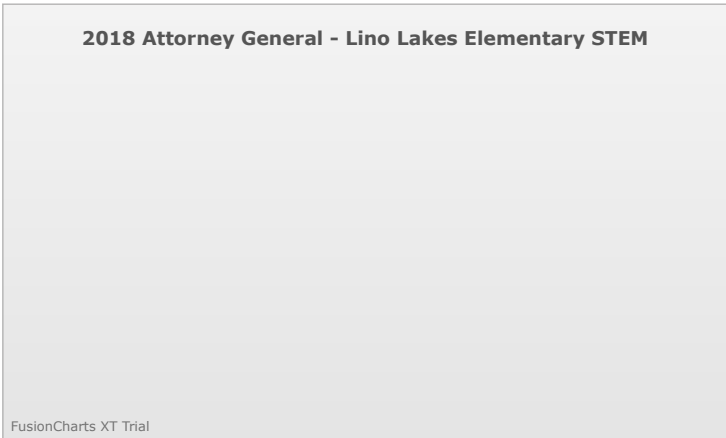 2018 Attorney General - Lino Lakes Elementary STEM
FusionCharts XT Trial